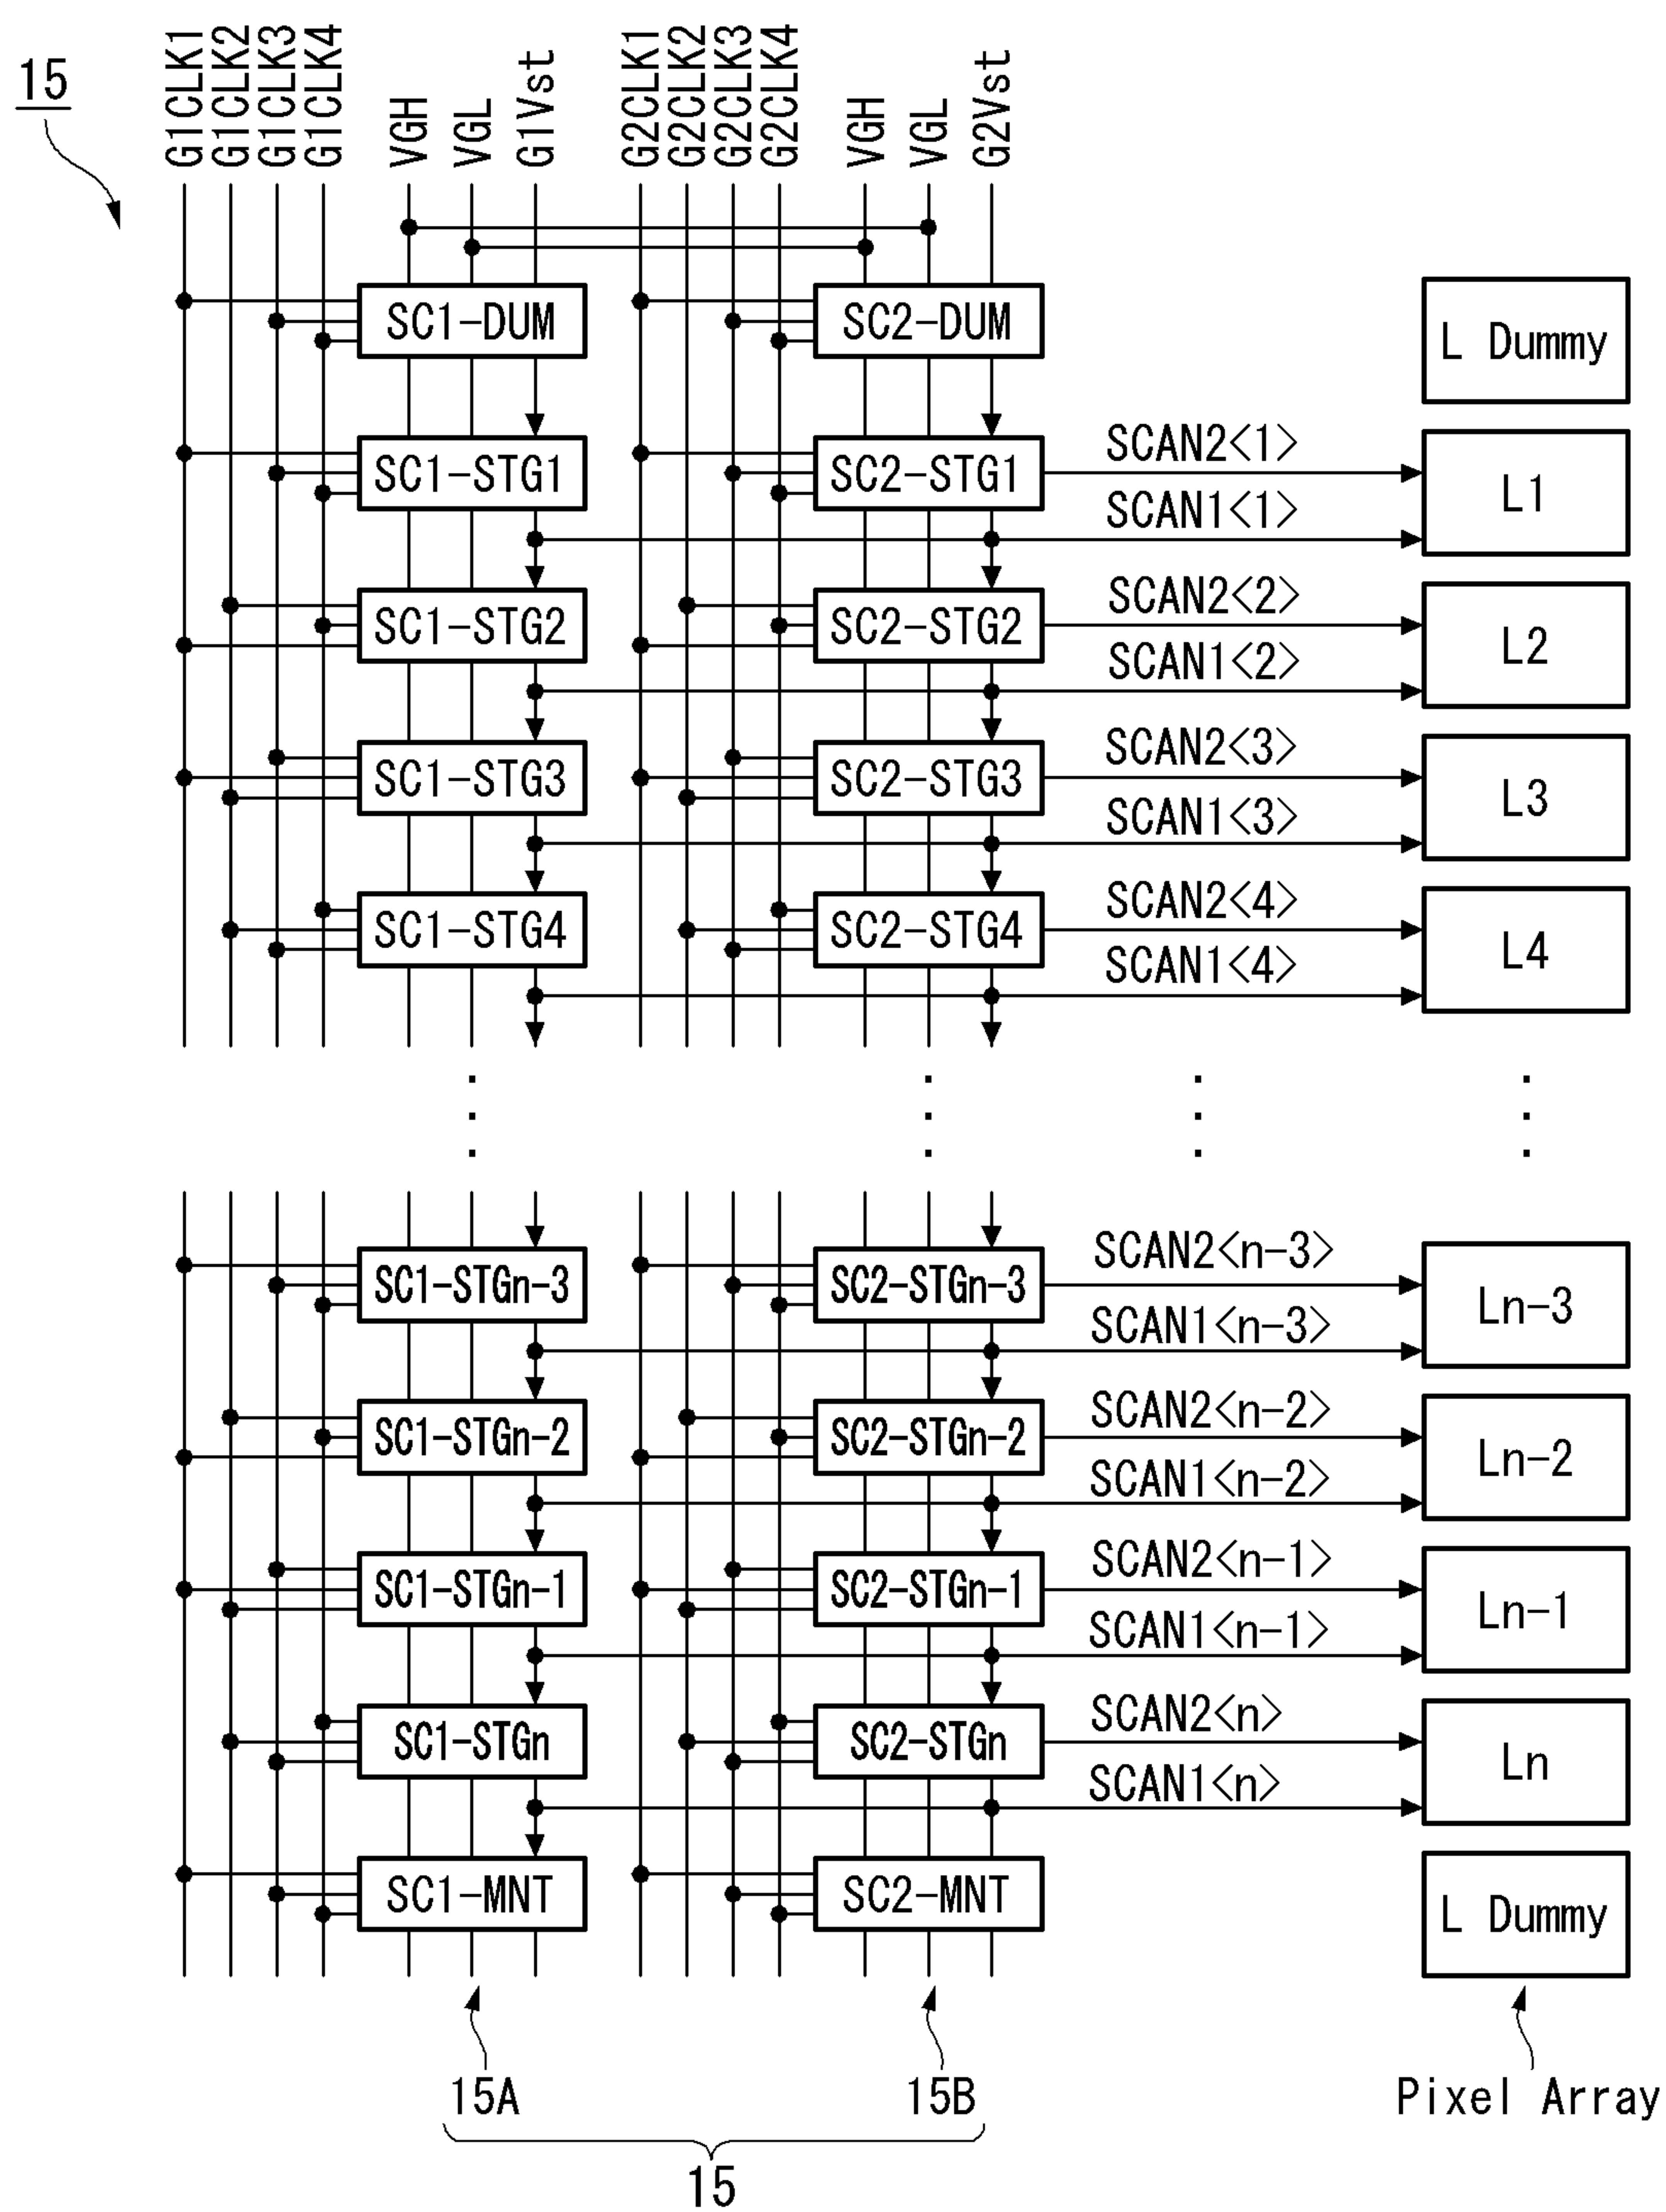 15
G1CLK1
G1CLK2
G1CLK3
G1CLK4
VGH
VGL
G1Vst
G2CLK1
G2CLK2
G2CLK3
G2CLK4
VGH
VGL
G2Vst
SC1-DUM
SC2-DUM
L Dummy
SC1-STG1
SC2-STG1
SCAN2<1>
SCAN1<1>
L1
SC1-STG2
SC2-STG2
SCAN2<2>
SCAN1<2>
L2
SC1-STG3
SC2-STG3
SCAN2<3>
SCAN1<3>
L3
SC1-STG4
SC2-STG4
SCAN2<4>
SCAN1<4>
L4
SC1-STGn-3
SC2-STGn-3
SCAN2<n-3>
SCAN1<n-3>
Ln-3
SC1-STGn-2
SC2-STGn-2
SCAN2<n-2>
SCAN1<n-2>
Ln-2
SC1-STGn-1
SC2-STGn-1
SCAN2<n-1>
SCAN1<n-1>
Ln-1
SC1-STGn
SC2-STGn
SCAN2<n>
SCAN1<n>
Ln
SC1-MNT
SC2-MNT
L Dummy
15A
15B
Pixel Array
15